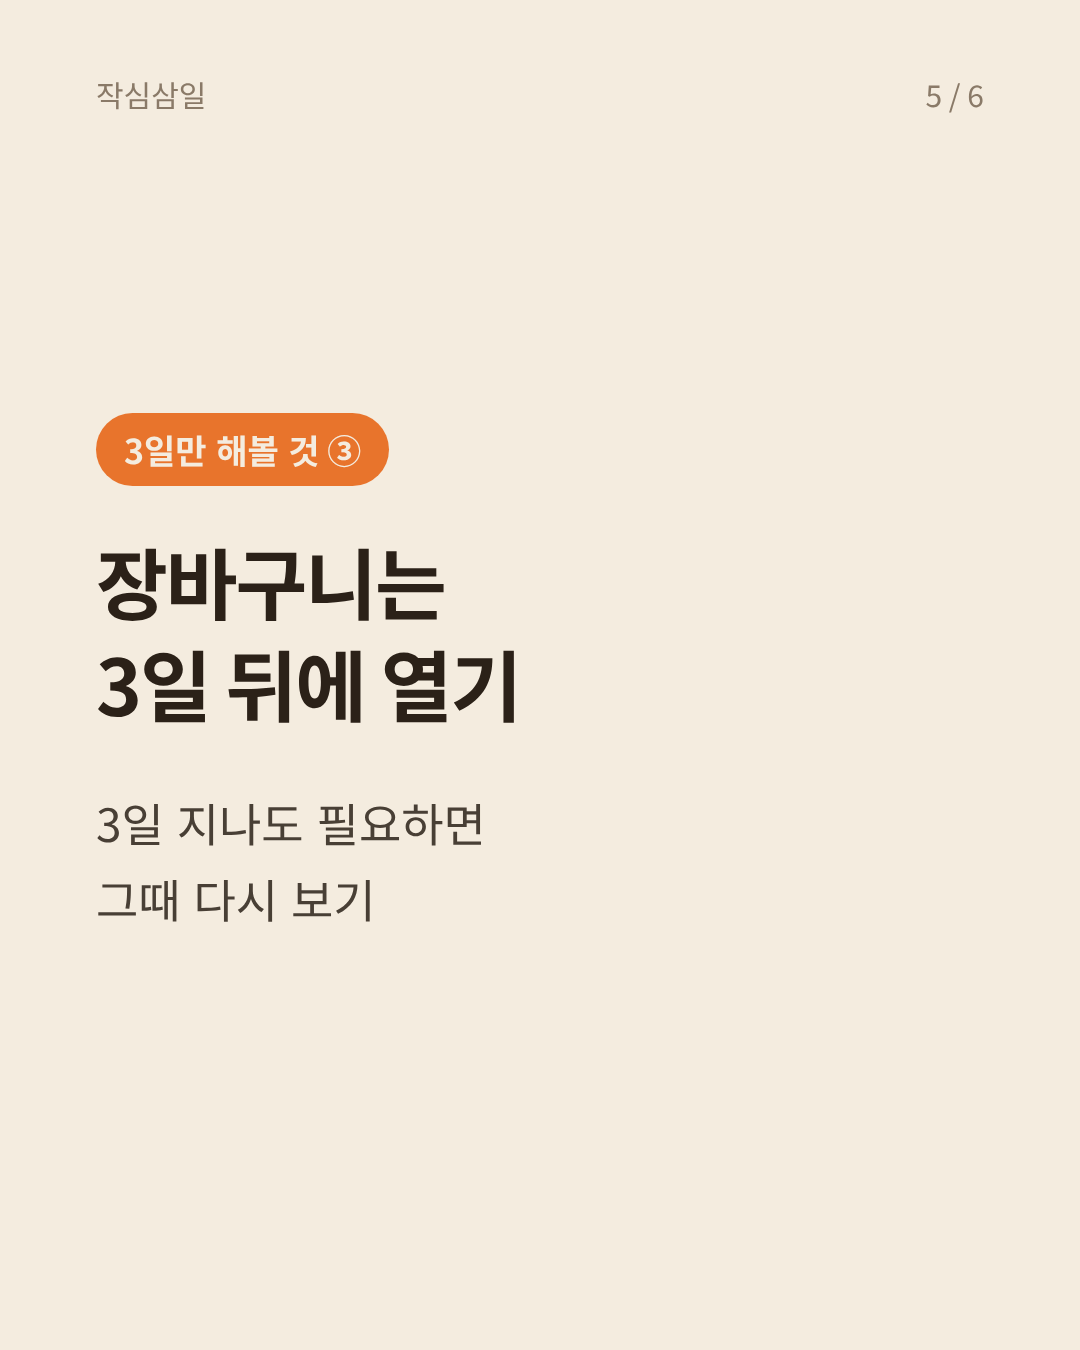 작심삼일
5 / 6
3일만 해볼 것 ③
장바구니는
3일 뒤에 열기
3일 지나도 필요하면
그때 다시 보기